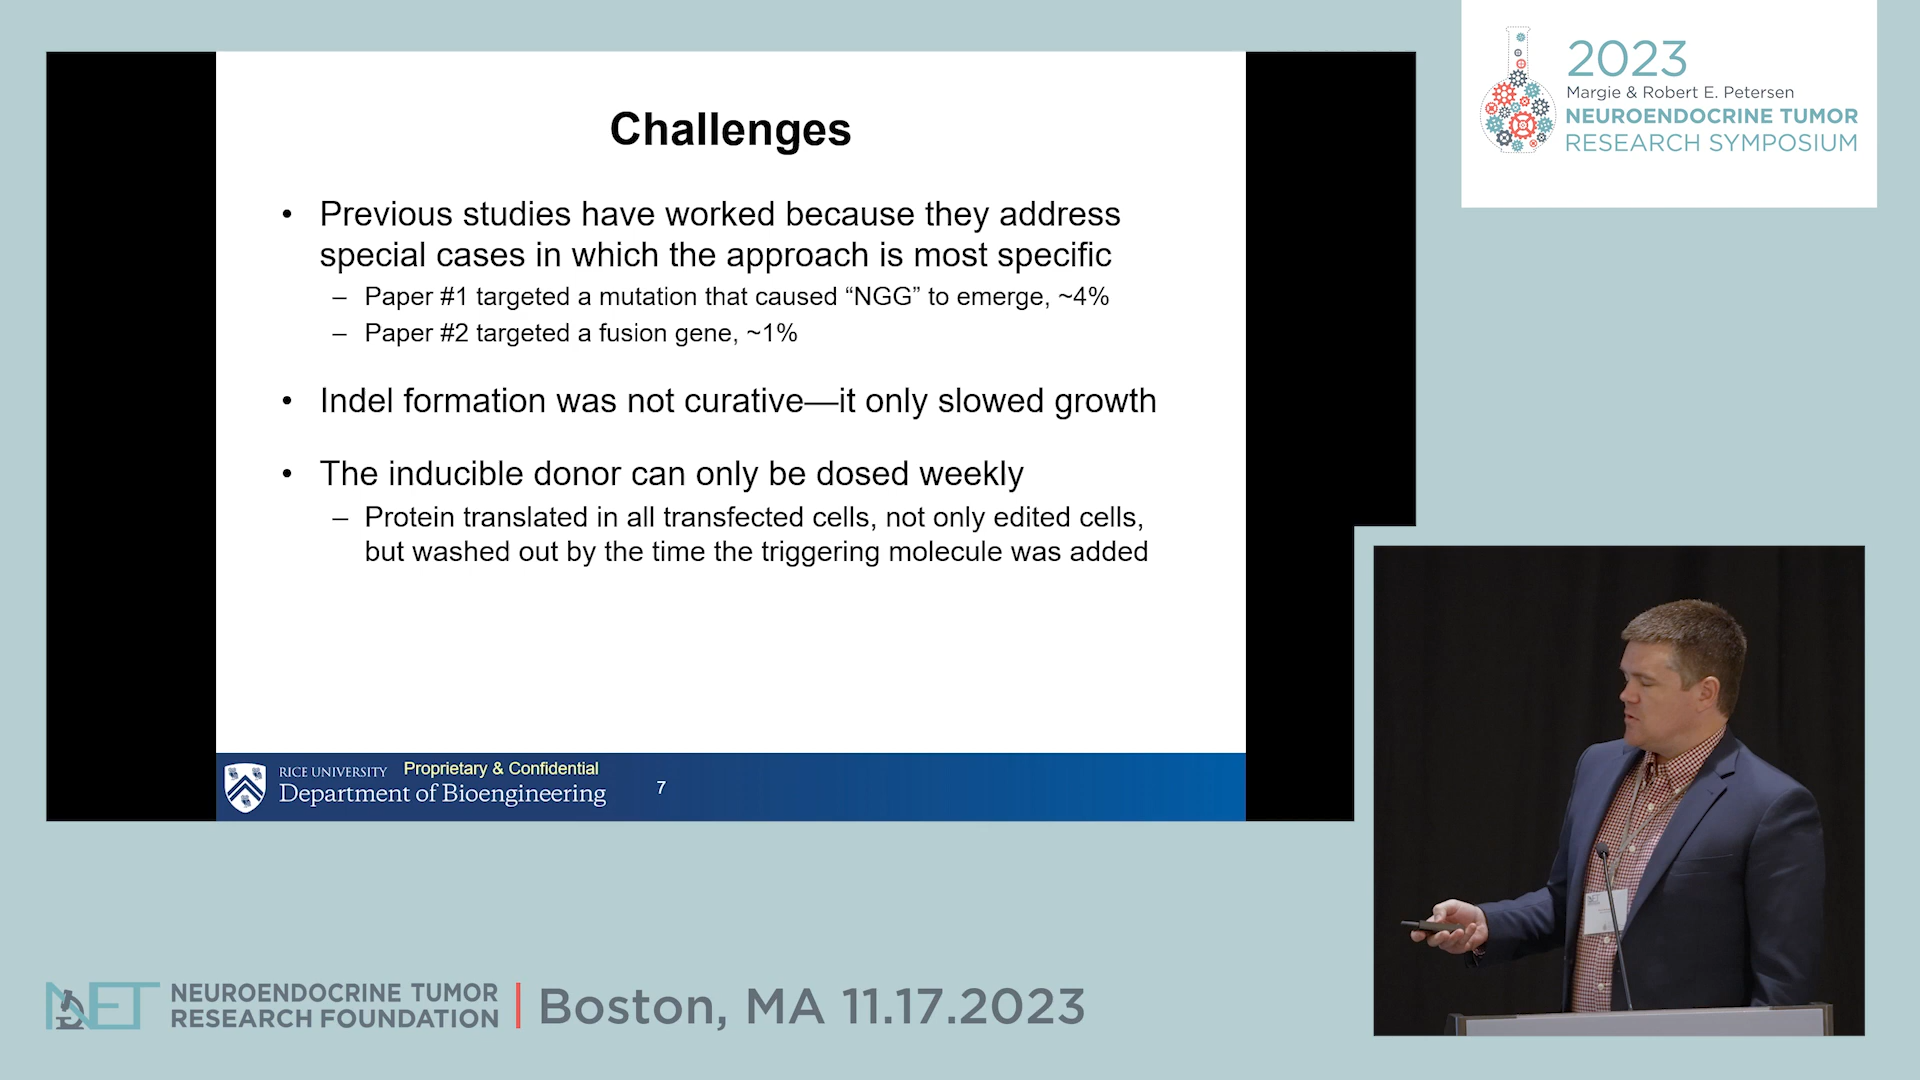 Challenges
• Previous studies have worked because they address
special cases in which the approach is most specific
– Paper #1 targeted a mutation that caused “NGG” to emerge, ~4%
– Paper #2 targeted a fusion gene, ~1%
• Indel formation was not curative—it only slowed growth
• The inducible donor can only be dosed weekly
– Protein translated in all transfected cells, not only edited cells,
but washed out by the time the triggering molecule was added
RICE UNIVERSITY Proprietary & Confidential
Department of Bioengineering
7
2023
Margie & Robert E. Petersen
NEUROENDOCRINE TUMOR
RESEARCH SYMPOSIUM
NET
NEUROENDOCRINE TUMOR
RESEARCH FOUNDATION
Boston, MA 11.17.2023